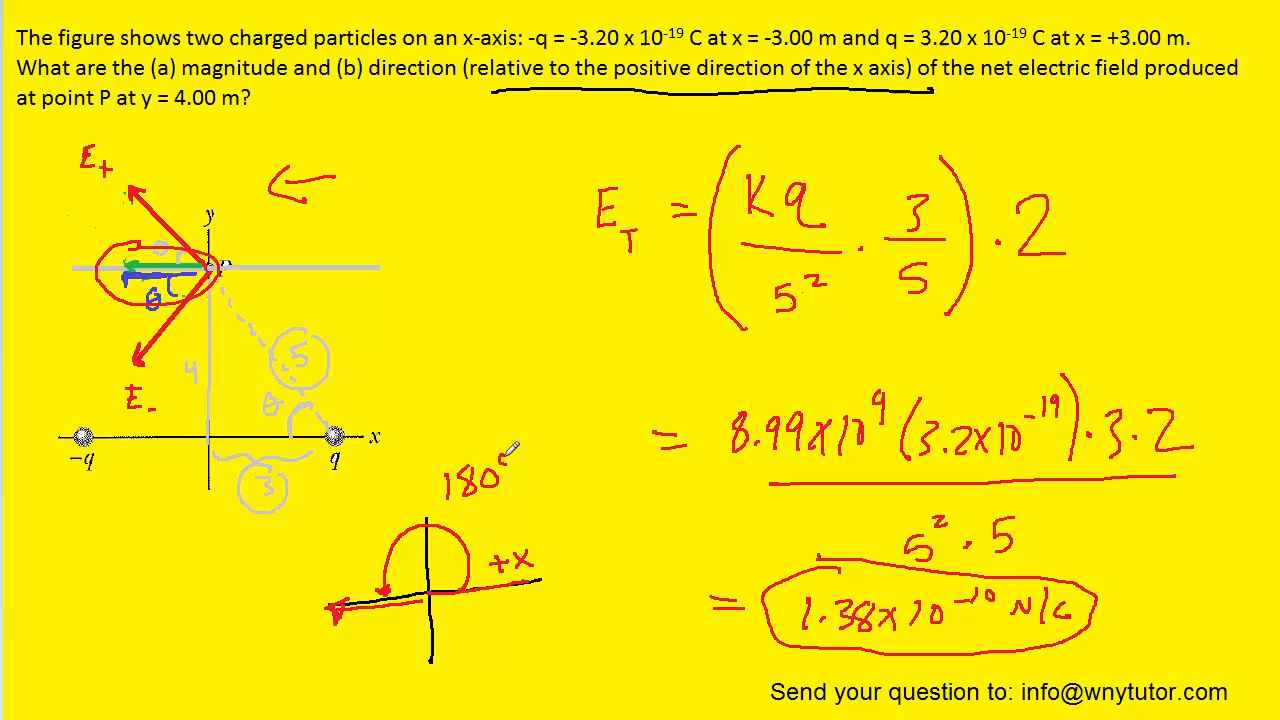 The figure shows two charged particles on an x-axis: -q = -3.20 x 10⁻¹⁹ C at x = -3.00 m and q = 3.20 x 10⁻¹⁹ C at x = +3.00 m.
What are the (a) magnitude and (b) direction (relative to the positive direction of the x axis) of the net electric field produced
at point P at y = 4.00 m?
E+
y
P
θ
θ
E-
4
5
θ
-q
q
x
3
180°
+x
E_T = (Kq / 5² · 3 / 5) · 2
= 8.99x10⁹ (3.2x10⁻¹⁹) · 3 · 2
5² · 5
= 1.38x10⁻¹⁰ N/C
Send your question to: info@wnytutor.com